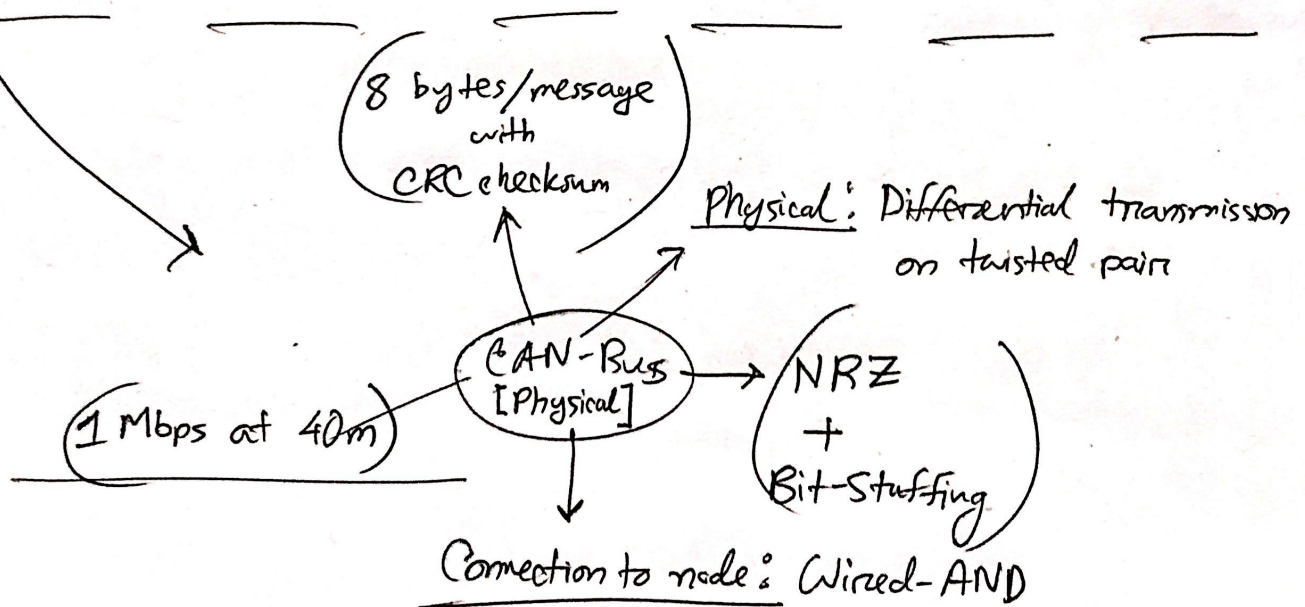 8 bytes/message
with
CRC checksum
Physical: Differential transmisson
on twisted pair
CAN-Bus
[Physical]
1 Mbps at 40m
NRZ
+
Bit-Stuffing
Connection to node: Wired-AND